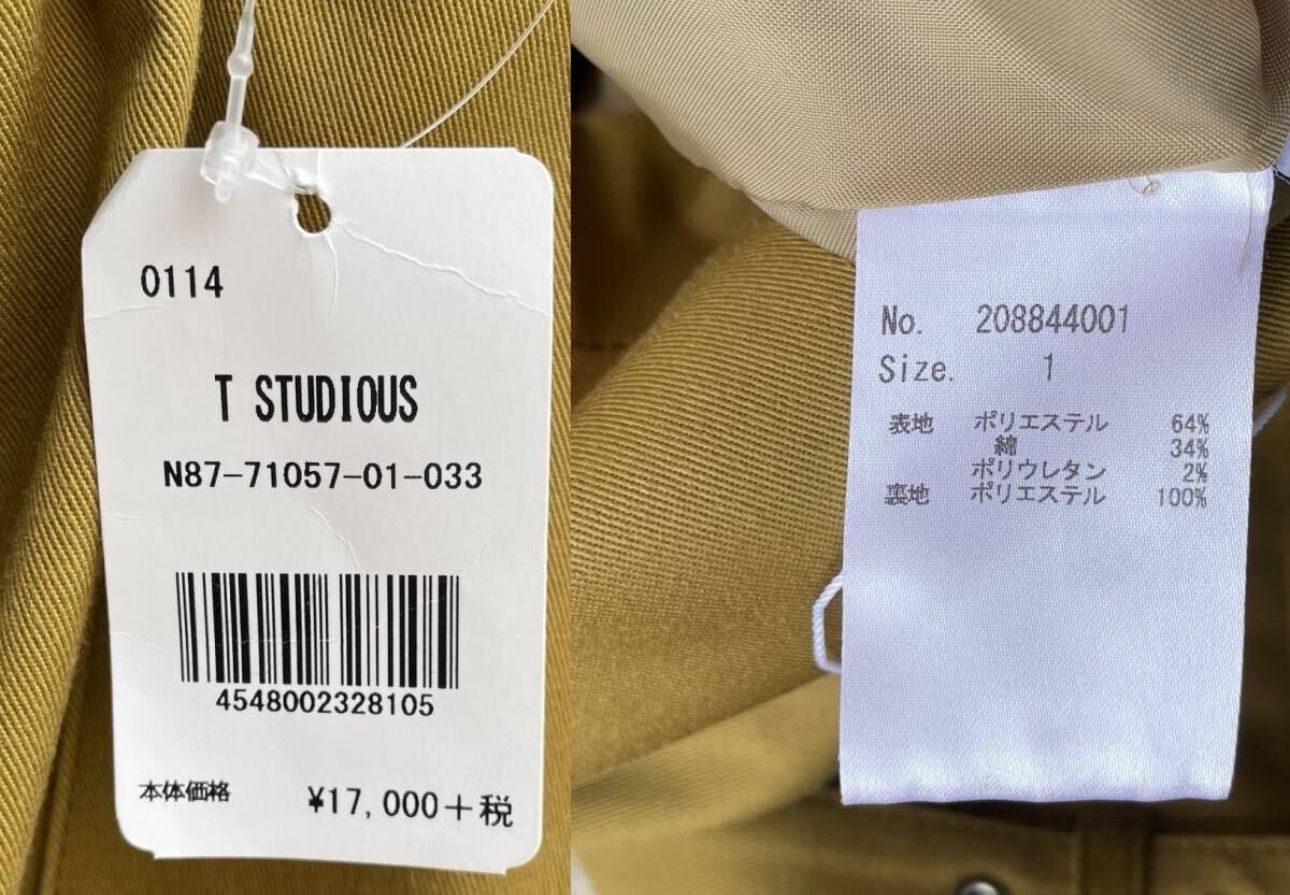 0114
T STUDIOUS
N87-71057-01-033
4548002328105
本体価格 ¥17,000+税
No. 208844001
Size. 1
表地 ポリエステル 64%
綿 34%
ポリウレタン 2%
裏地 ポリエステル 100%